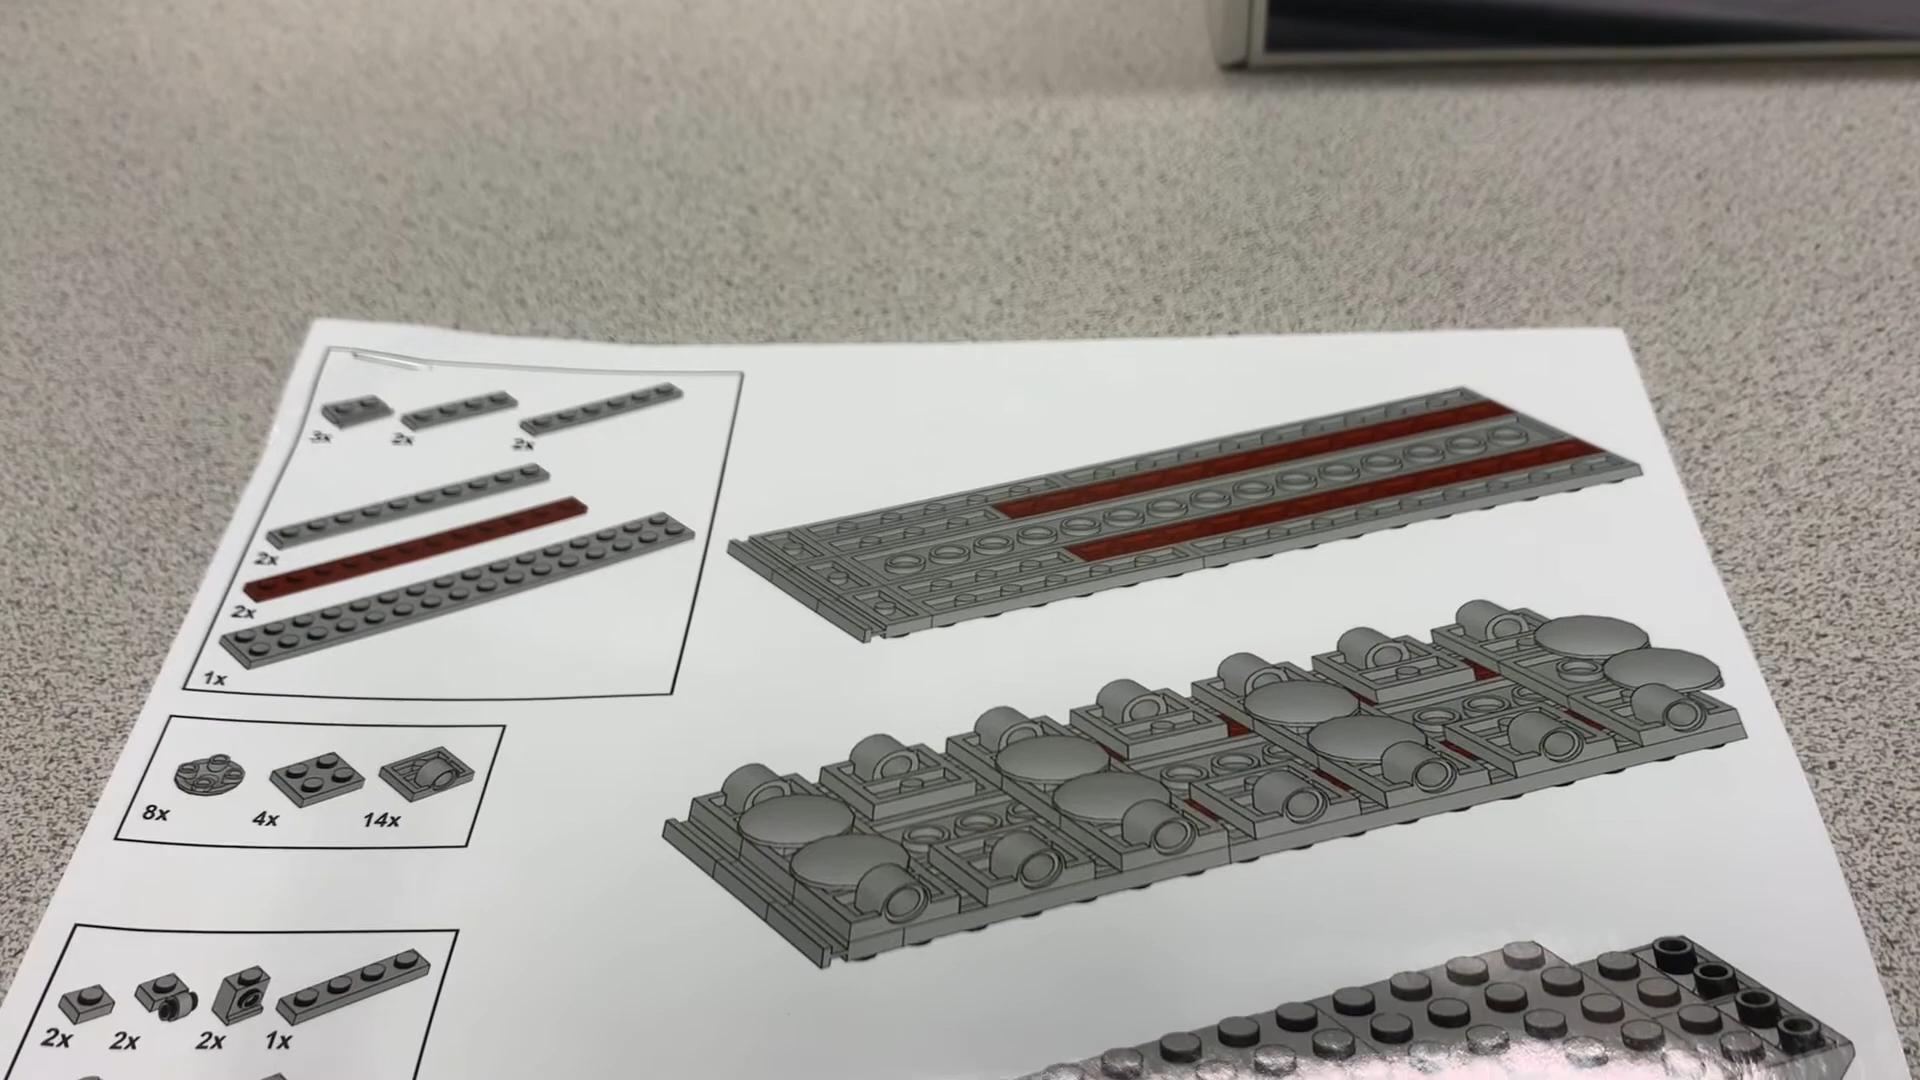 3x 2x 2x
2x
2x
1x
8x 4x 14x
2x 2x 2x 1x